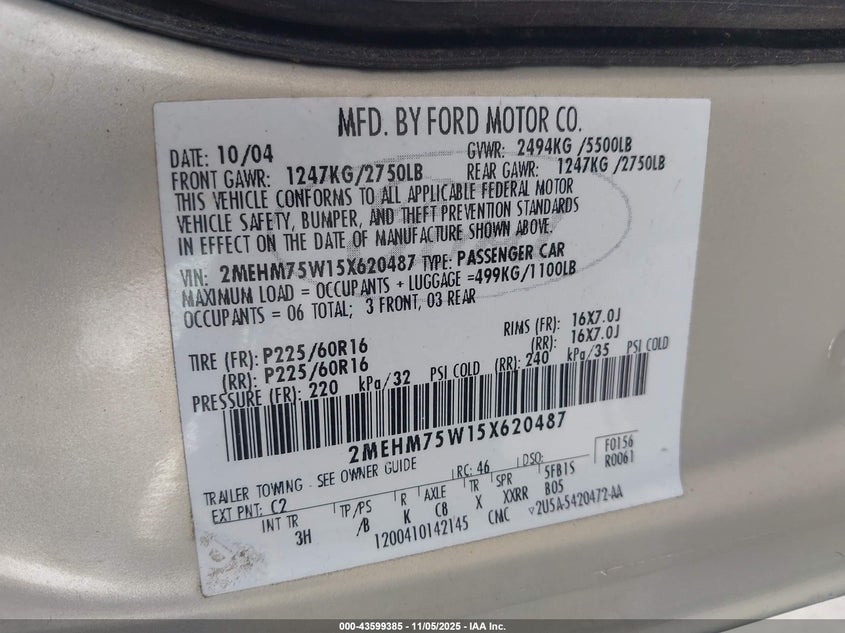 MFD. BY FORD MOTOR CO.
DATE: 10/04 GVWR: 2494KG /5500LB
FRONT GAWR: 1247KG/2750LB REAR GAWR: 1247KG /2750LB
THIS VEHICLE CONFORMS TO ALL APPLICABLE FEDERAL MOTOR
VEHICLE SAFETY, BUMPER, AND THEFT PREVENTION STANDARDS
IN EFFECT ON THE DATE OF MANUFACTURE SHOWN ABOVE.
VIN: 2MEHM75W15X620487 TYPE: PASSENGER CAR
MAXIMUM LOAD = OCCUPANTS + LUGGAGE =499KG/1100LB
OCCUPANTS = 06 TOTAL; 3 FRONT, 03 REAR
TIRE (FR): P225/60R16 RIMS (FR): 16X7.0J
(RR): P225/60R16 (RR): 16X7.0J
PRESSURE (FR): 220 kPa/32 PSI COLD (RR): 240 kPa/35 PSI COLD
2MEHM75W15X620487
TRAILER TOWING - SEE OWNER GUIDE
EXT PNT: C2 RC: 46 DSO: F0156
INT TR TP/PS R AXLE TR SPR 5FB15 R0061
3H /B K C8 X XXRR B05
1200410142145 CMC ▽2U5A-5420472-AA
000-43599385 - 11/05/2025 - IAA Inc.